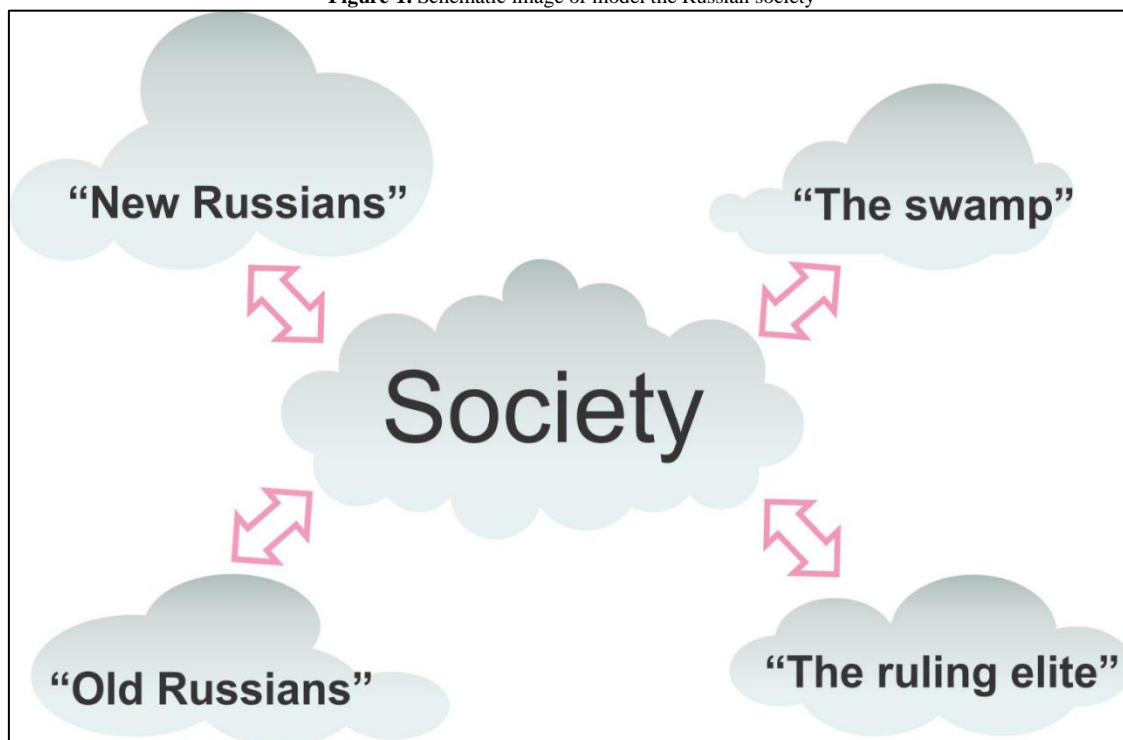 Figure 1. Schematic image of model the Russian society
“New Russians”
“The swamp”
Society
“Old Russians”
“The ruling elite”